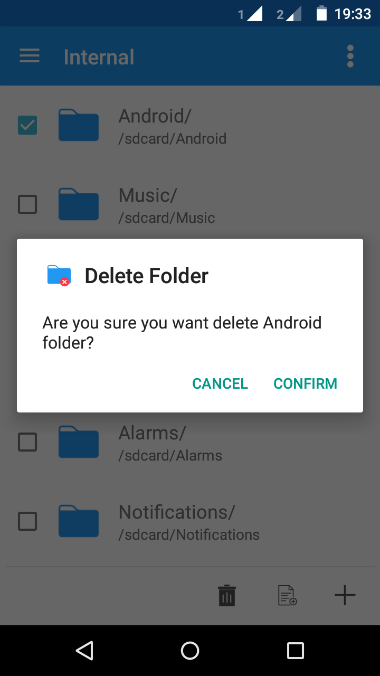 1 2 19:33
Internal
Android/
/sdcard/Android
Music/
/sdcard/Music
Delete Folder
Are you sure you want delete Android
folder?
CANCEL CONFIRM
Alarms/
/sdcard/Alarms
Notifications/
/sdcard/Notifications